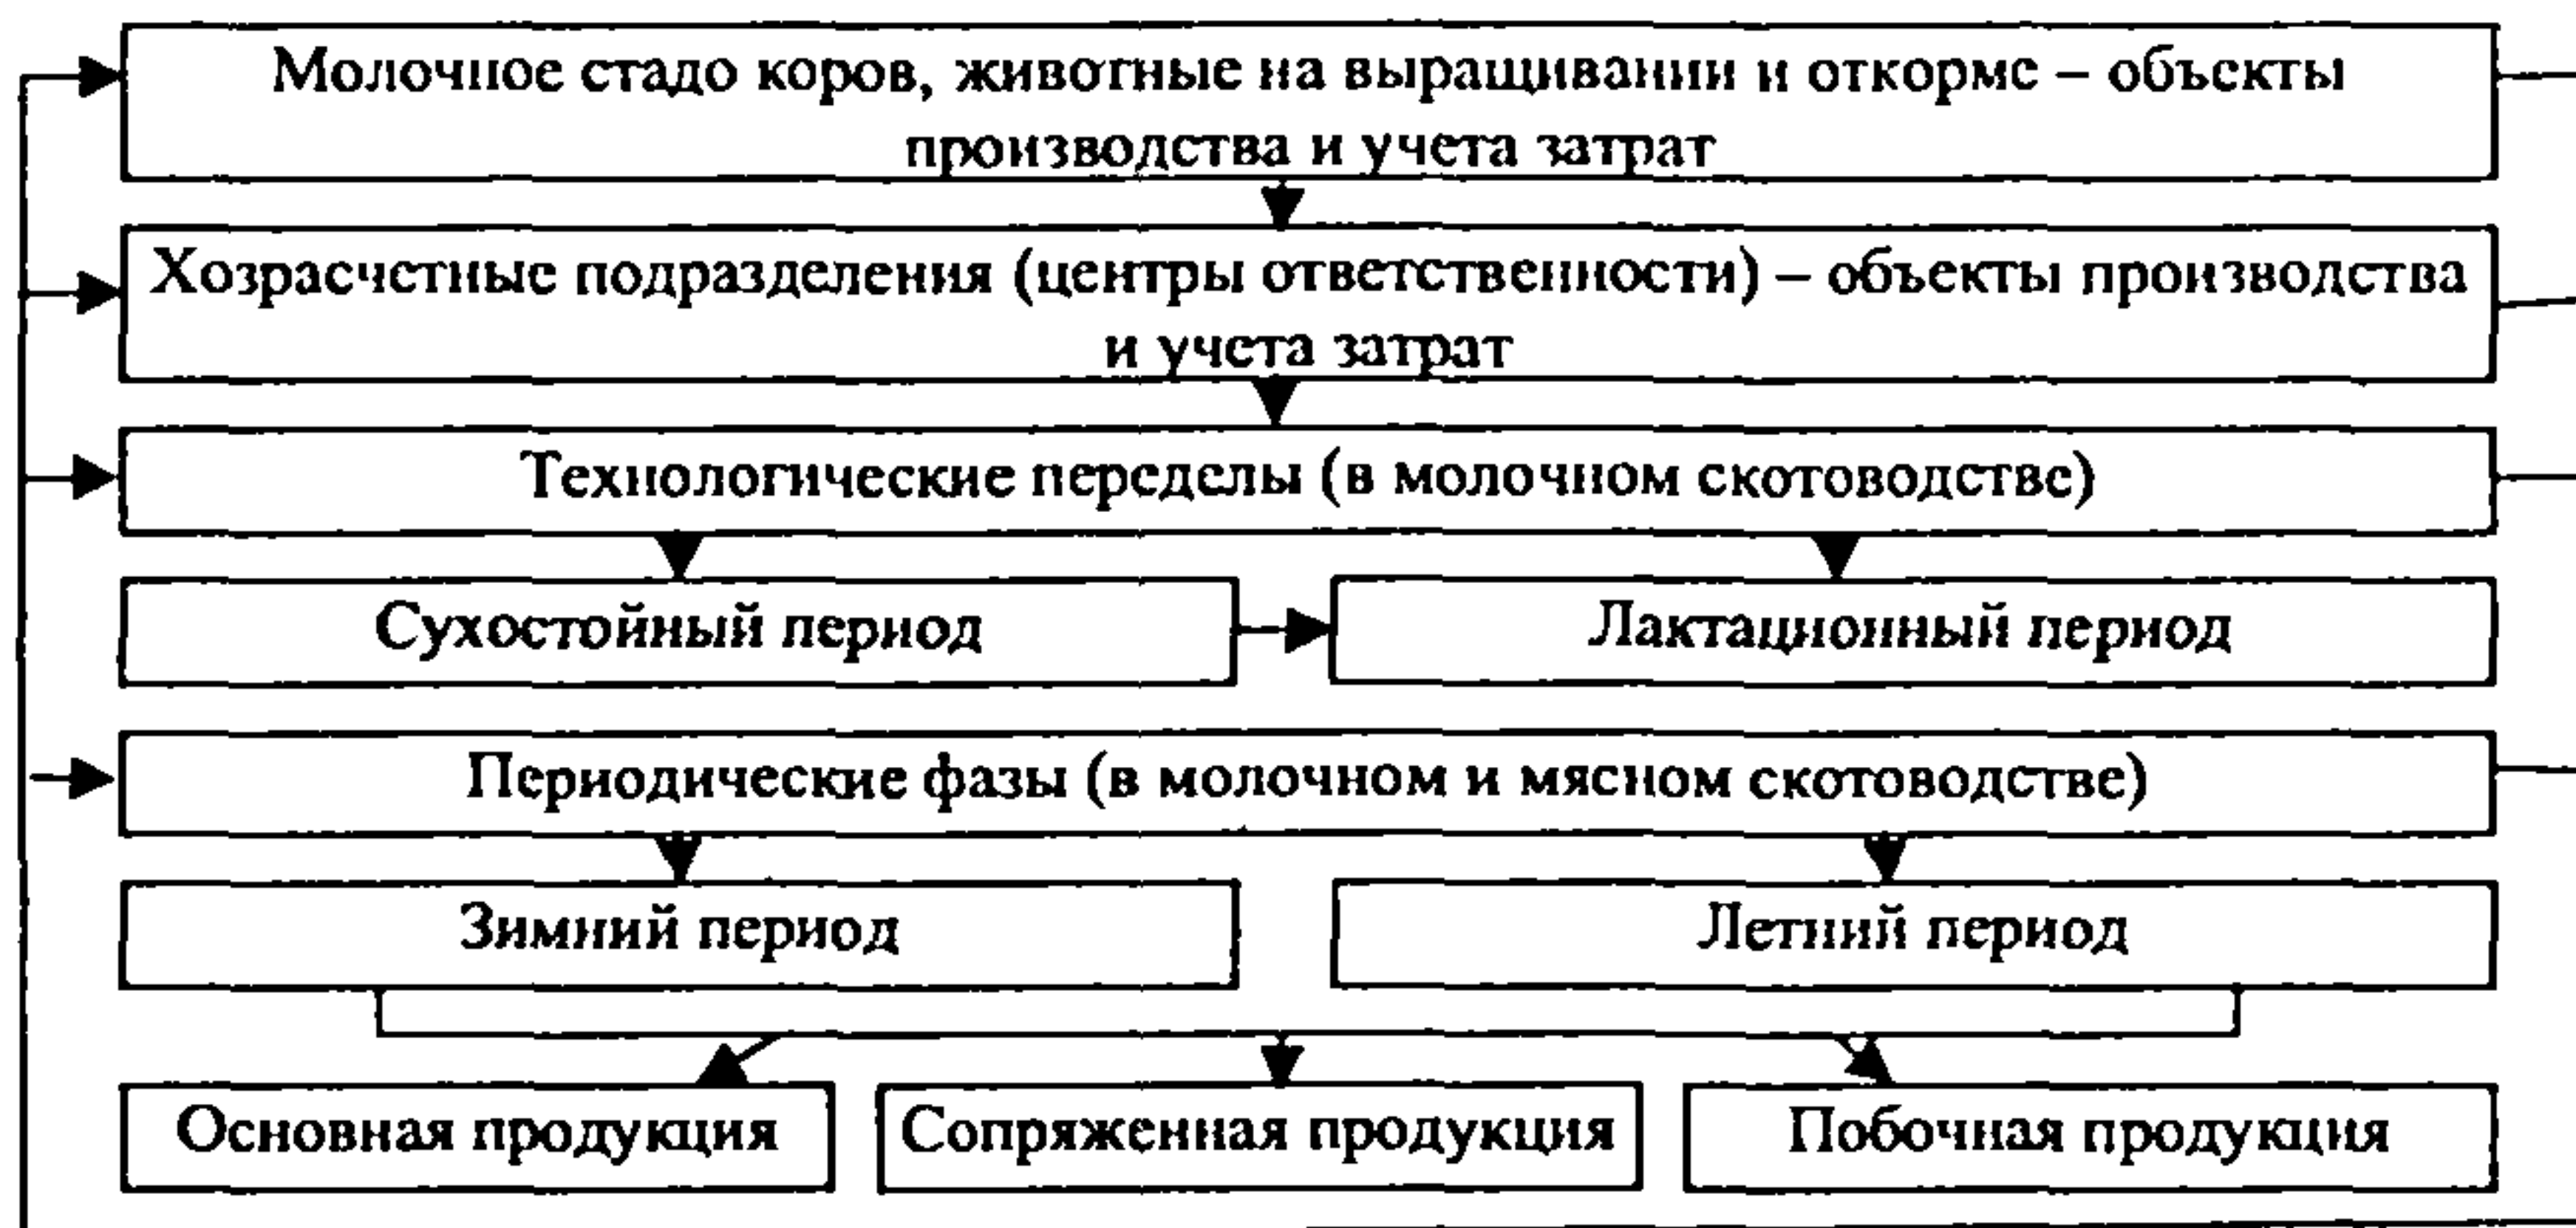 Молочное стадо коров, животные на выращивании и откорме – объекты
производства и учета затрат
Хозрасчетные подразделения (центры ответственности) – объекты производства
и учета затрат
Технологические переделы (в молочном скотоводстве)
Сухостойный период
Лактационный период
Периодические фазы (в молочном и мясном скотоводстве)
Зимний период
Летний период
Основная продукция
Сопряженная продукция
Побочная продукция